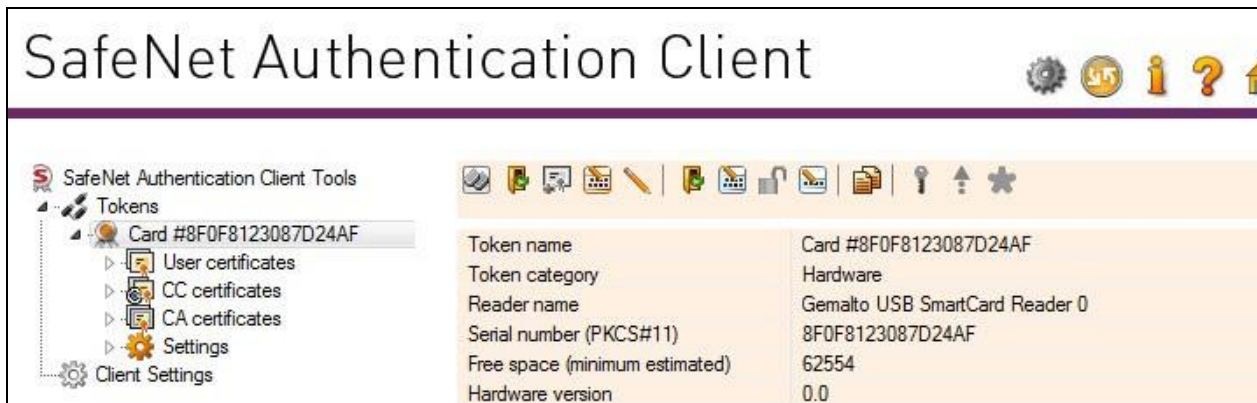 SafeNet Authentication Client
SafeNet Authentication Client Tools
Tokens
Card #8F0F8123087D24AF
User certificates
CC certificates
CA certificates
Settings
Client Settings
Token name Card #8F0F8123087D24AF
Token category Hardware
Reader name Gemalto USB SmartCard Reader 0
Serial number (PKCS#11) 8F0F8123087D24AF
Free space (minimum estimated) 62554
Hardware version 0.0